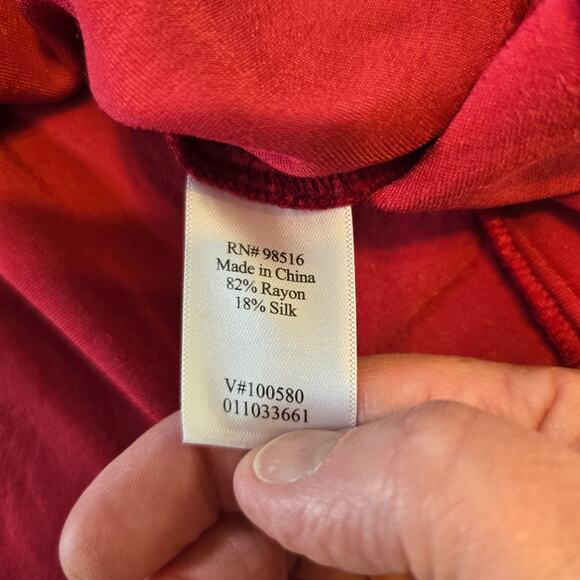 RN# 98516
Made in China
82% Rayon
18% Silk
V#100580
011033661